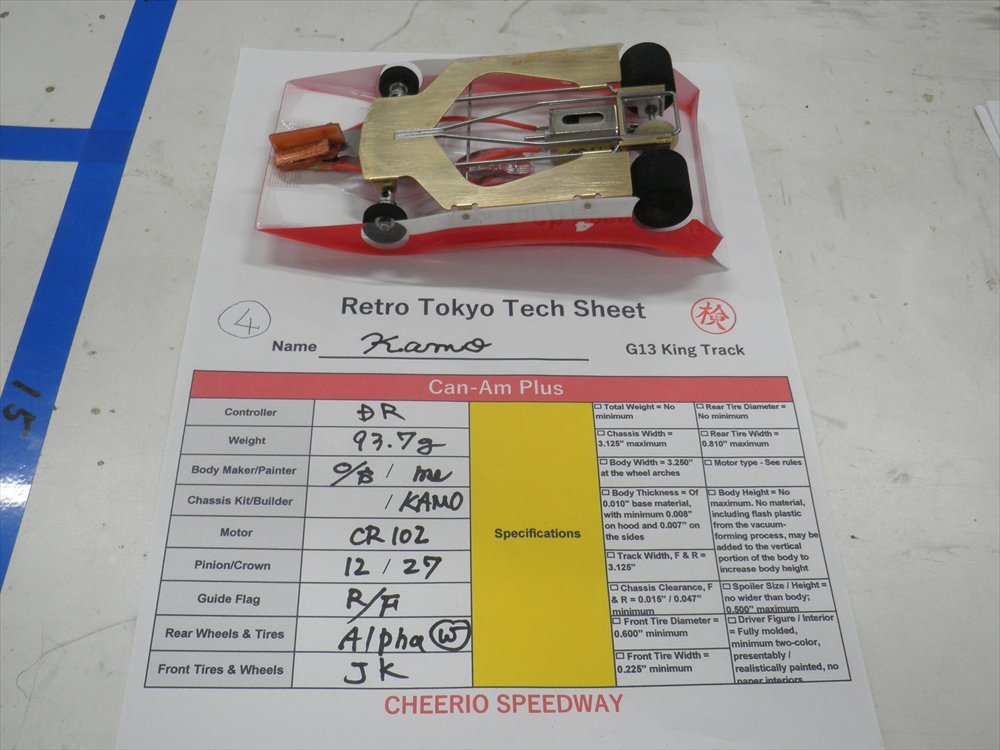 Retro Tokyo Tech Sheet
4
検
Name Kamo
G13 King Track
Can-Am Plus
Controller DR
Weight 93.7g
Body Maker/Painter O/B / me
Chassis Kit/Builder / KAMO
Motor CR102
Pinion/Crown 12 / 27
Guide Flag R/F
Rear Wheels & Tires Alpha W
Front Tires & Wheels JK
Specifications
Total Weight = No
minimum
Chassis Width =
3.125" maximum
Body Width = 3.250"
at the wheel arches
Body Thickness = Of
0.010" base material,
with minimum 0.008"
on hood and 0.007" on
the sides
Track Width, F & R =
3.125"
Chassis Clearance, F
& R = 0.015" / 0.047"
minimum
Front Tire Diameter =
0.600" minimum
Front Tire Width =
0.225" minimum
Rear Tire Diameter =
No minimum
Rear Tire Width =
0.810" maximum
Motor type - See rules
Body Height = No
maximum. No material,
including flash plastic
from the vacuum-
forming process, may be
added to the vertical
portion of the body to
increase body height
Spoiler Size / Height =
no wider than body;
0.500" maximum
Driver Figure / Interior
= Fully molded,
minimum two-color,
presentably /
realistically painted, no
paper interiors
CHEERIO SPEEDWAY
15
4